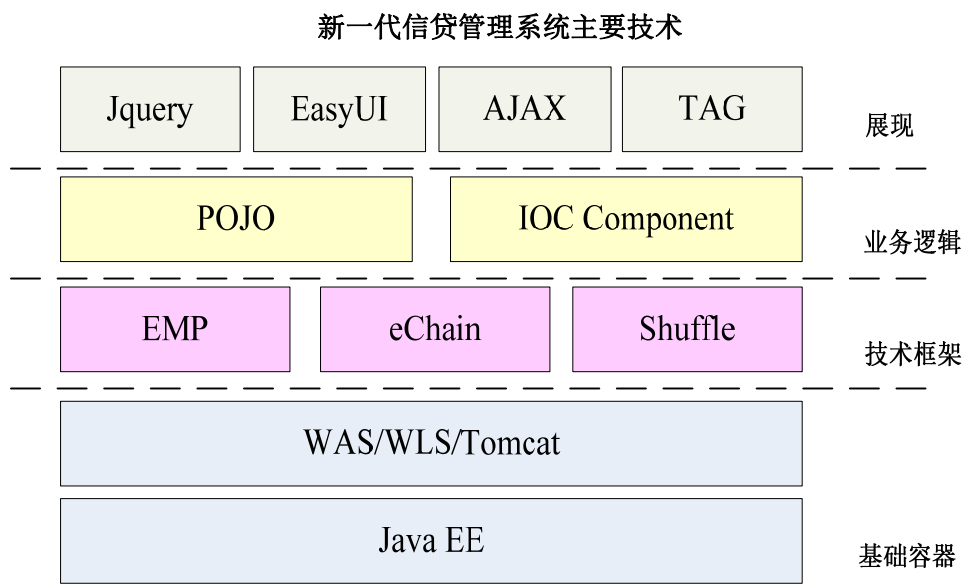 新一代信贷管理系统主要技术
Jquery EasyUI AJAX TAG 展现
POJO IOC Component 业务逻辑
EMP eChain Shuffle 技术框架
WAS/WLS/Tomcat
Java EE 基础容器